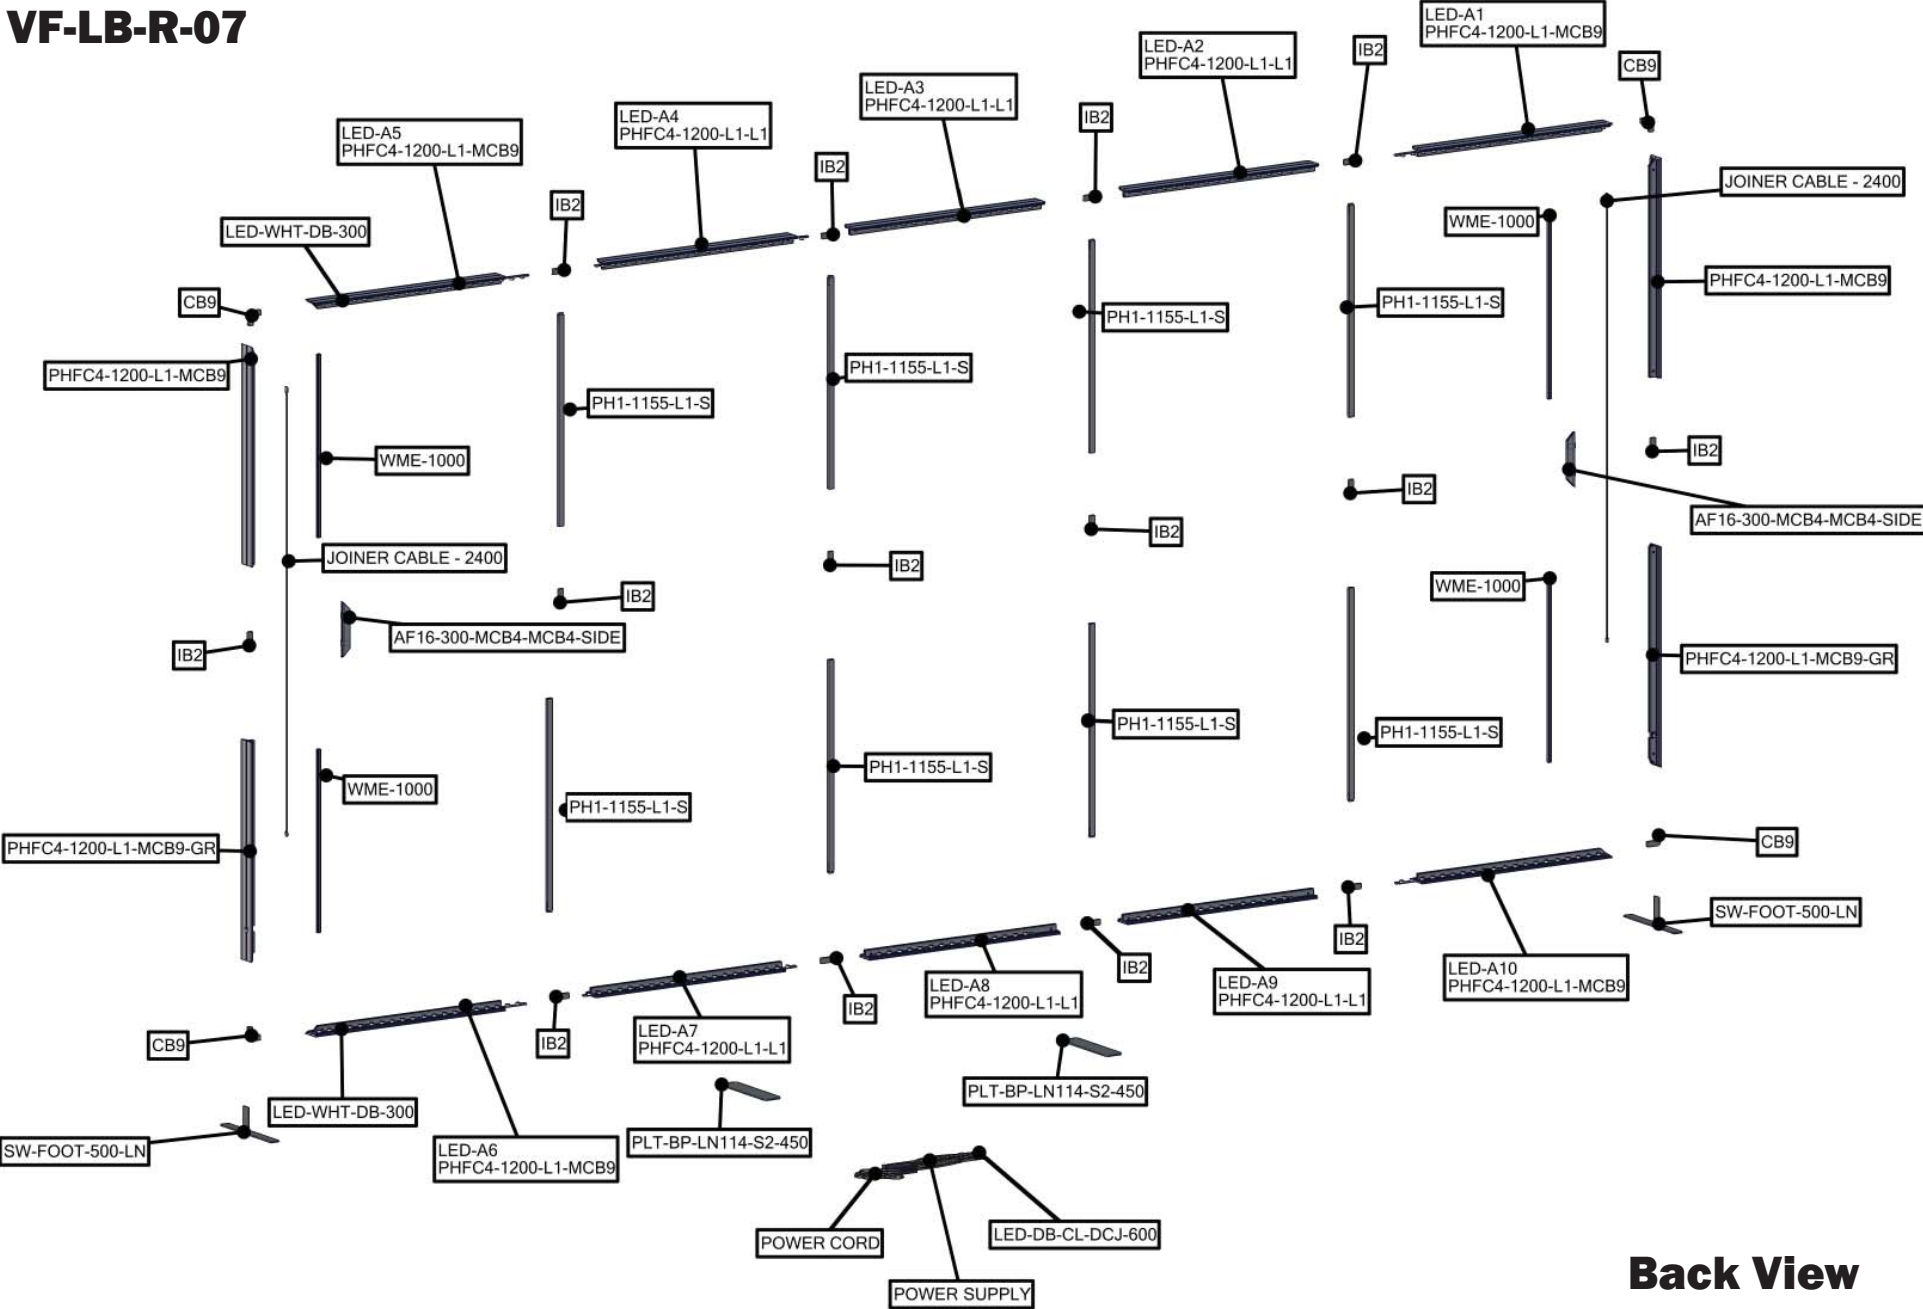 VF-LB-R-07
LED-A1
PHFC4-1200-L1-MCB9
LED-A2
PHFC4-1200-L1-L1
IB2
CB9
LED-A3
PHFC4-1200-L1-L1
LED-A4
PHFC4-1200-L1-L1
IB2
LED-A5
PHFC4-1200-L1-MCB9
IB2
JOINER CABLE - 2400
IB2
WME-1000
LED-WHT-DB-300
PHFC4-1200-L1-MCB9
CB9
PH1-1155-L1-S
PH1-1155-L1-S
PHFC4-1200-L1-MCB9
PH1-1155-L1-S
PH1-1155-L1-S
WME-1000
IB2
IB2
AF16-300-MCB4-MCB4-SIDE
IB2
JOINER CABLE - 2400
IB2
IB2
WME-1000
AF16-300-MCB4-MCB4-SIDE
IB2
PHFC4-1200-L1-MCB9-GR
PH1-1155-L1-S
PH1-1155-L1-S
PH1-1155-L1-S
WME-1000
PH1-1155-L1-S
PHFC4-1200-L1-MCB9-GR
CB9
SW-FOOT-500-LN
IB2
IB2
LED-A10
PHFC4-1200-L1-MCB9
LED-A9
PHFC4-1200-L1-L1
LED-A8
PHFC4-1200-L1-L1
IB2
LED-A7
PHFC4-1200-L1-L1
IB2
CB9
PLT-BP-LN114-S2-450
LED-WHT-DB-300
PLT-BP-LN114-S2-450
SW-FOOT-500-LN
LED-A6
PHFC4-1200-L1-MCB9
LED-DB-CL-DCJ-600
POWER CORD
POWER SUPPLY
Back View